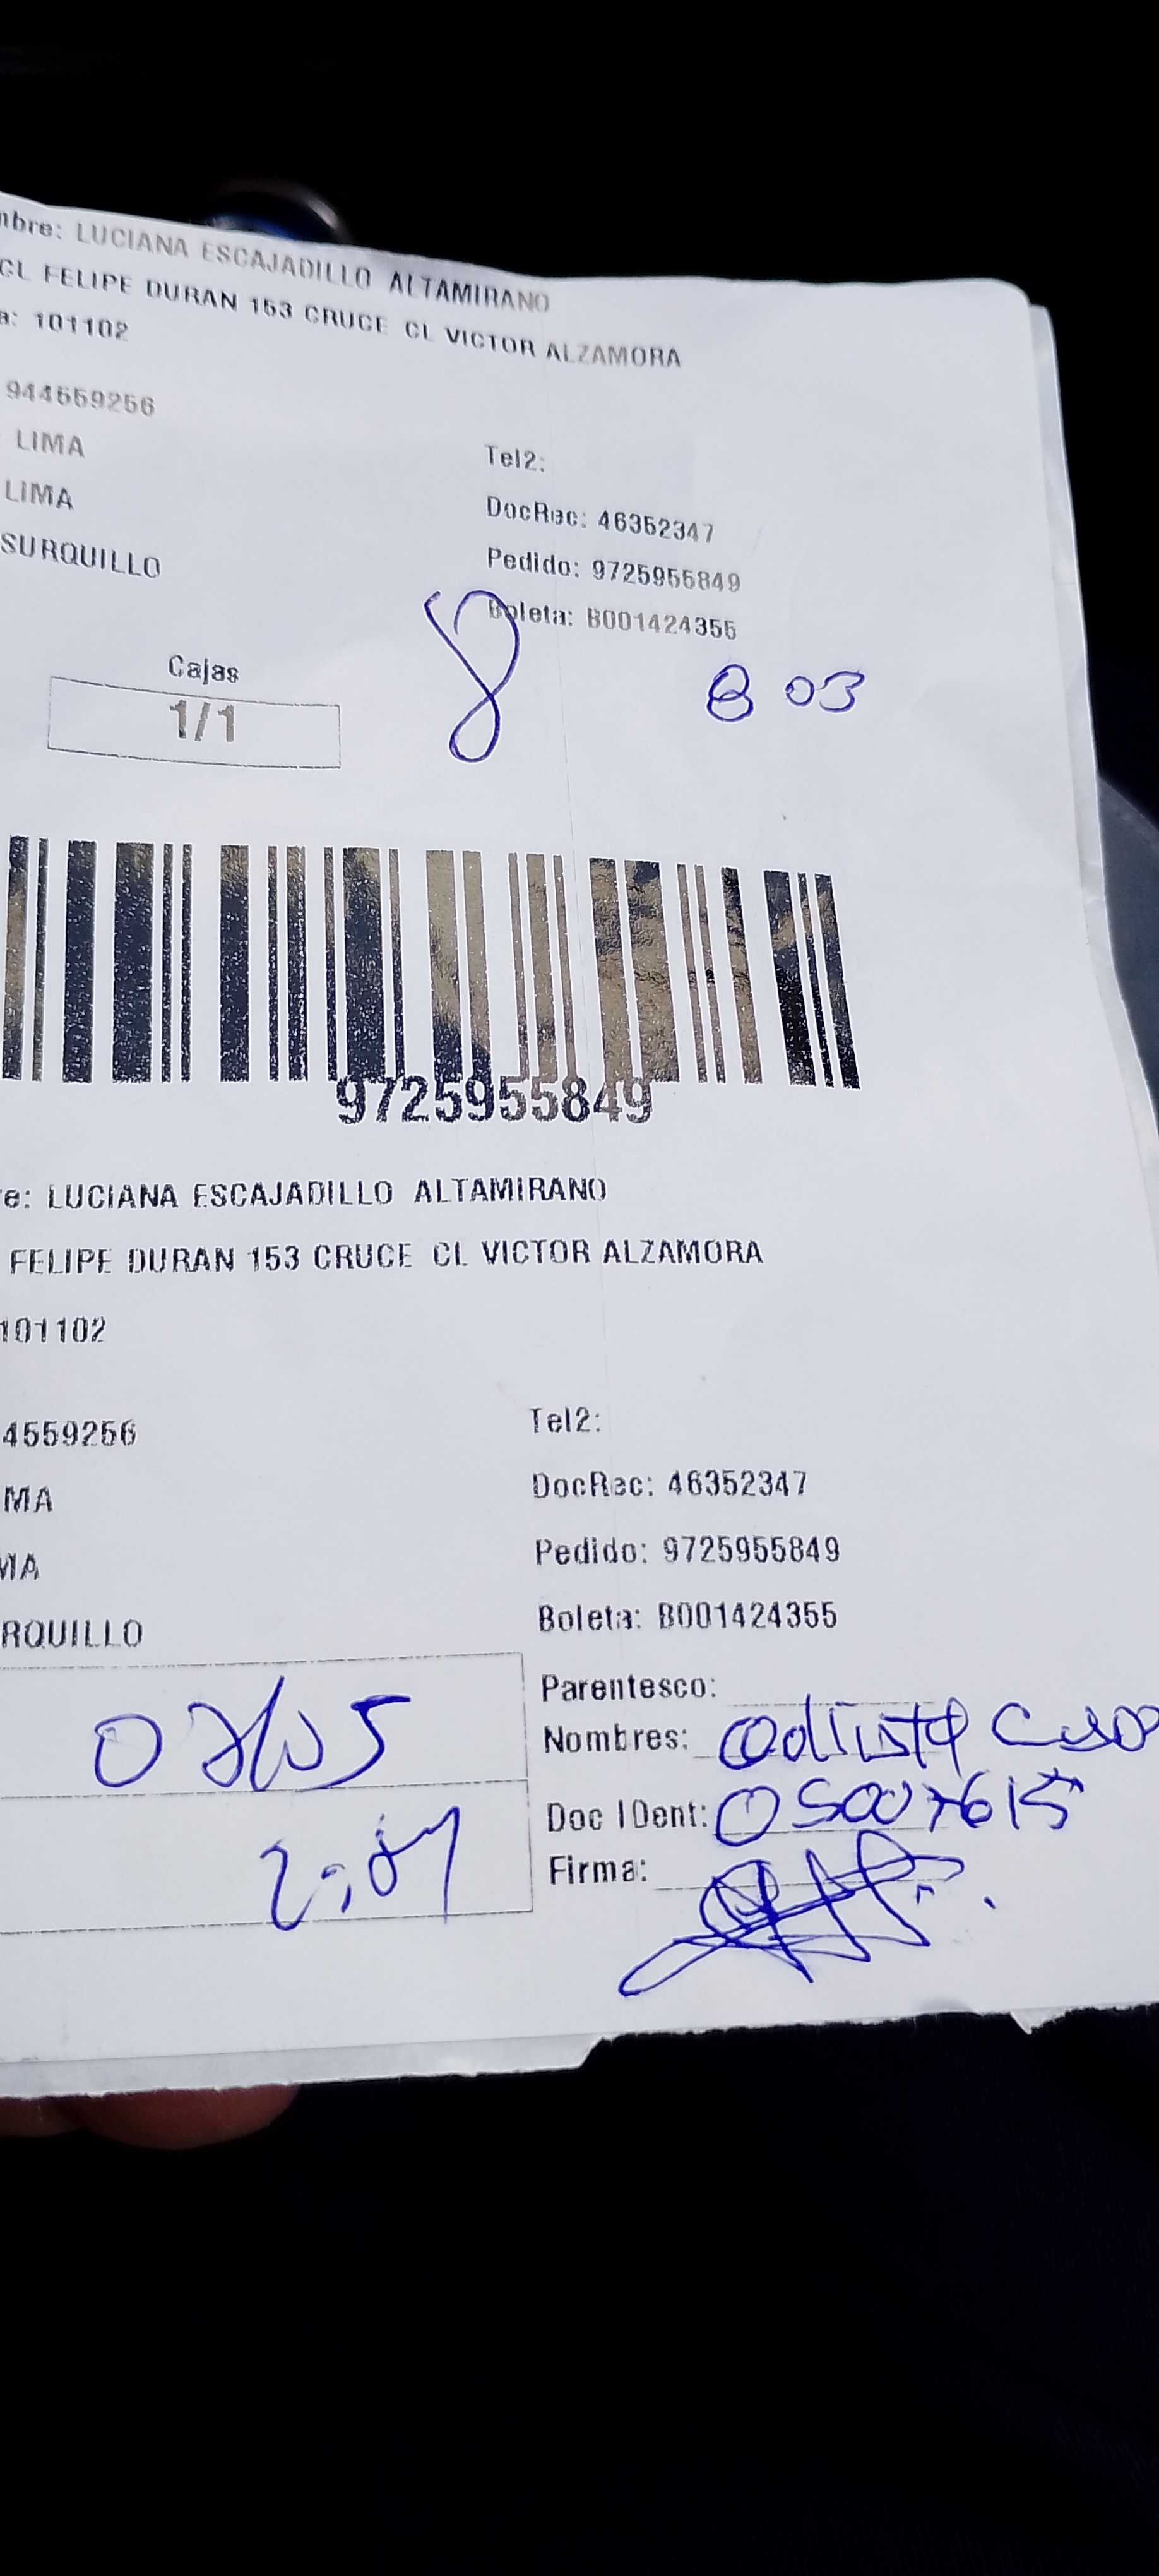 mbre: LUCIANA ESCAJADILLO ALTAMIRANO
CL FELIPE DURAN 153 CRUCE CL VICTOR ALZAMORA
a: 101102
944559256
LIMA
Tel2:
LIMA
DocRec: 46352347
SURQUILLO
Pedido: 9725955849
Boleta: B001424355
Cajas
8
803
1/1
9725955849
e: LUCIANA ESCAJADILLO ALTAMIRANO
FELIPE DURAN 153 CRUCE CL VICTOR ALZAMORA
101102
4559256
Tel2:
MA
DocRec: 46352347
MA
Pedido: 9725955849
RQUILLO
Boleta: B001424355
Parentesco:
Nombres:
Doc IDent:
Firma: